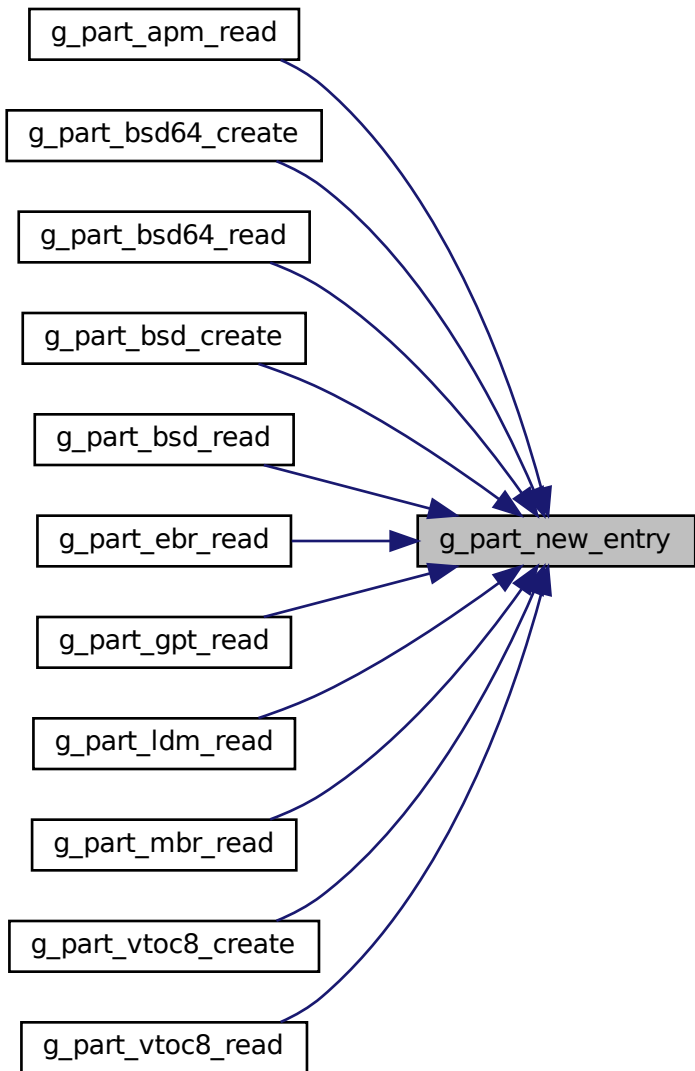 g_part_apm_read
g_part_bsd64_create
g_part_bsd64_read
g_part_bsd_create
g_part_bsd_read
g_part_ebr_read
g_part_new_entry
g_part_gpt_read
g_part_ldm_read
g_part_mbr_read
g_part_vtoc8_create
g_part_vtoc8_read